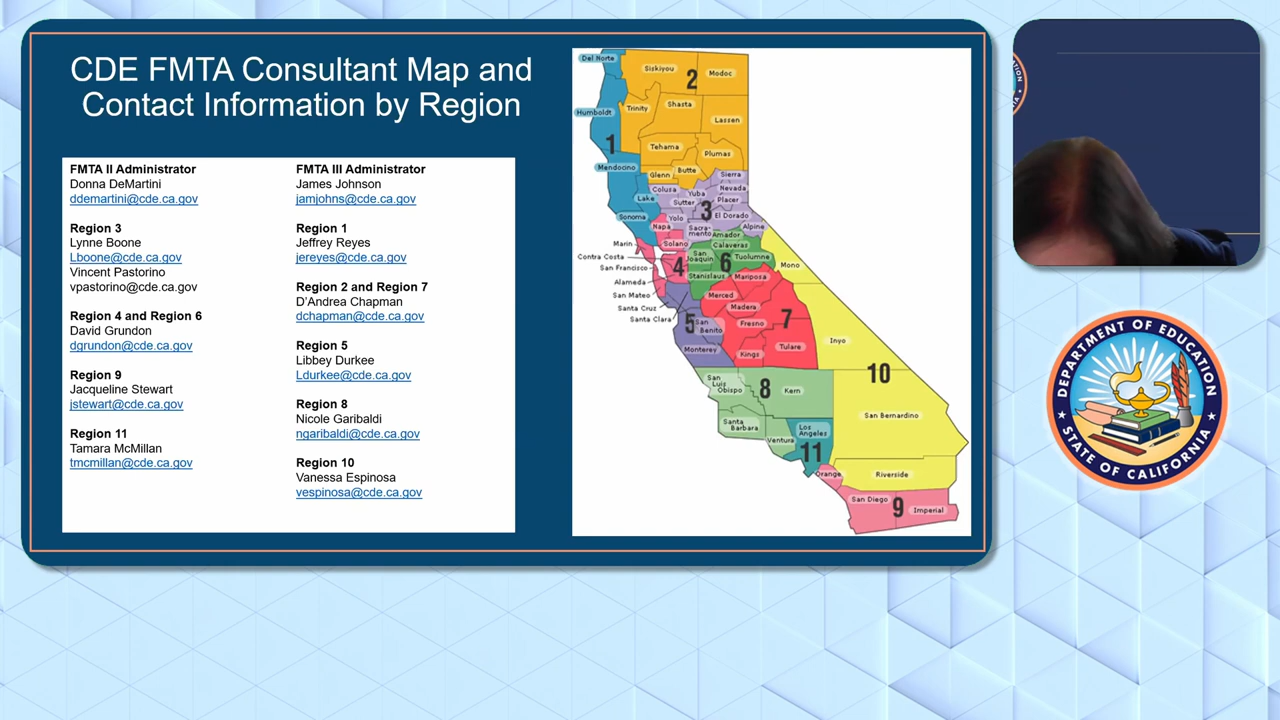 CDE FMTA Consultant Map and
Contact Information by Region
FMTA II Administrator
Donna DeMartini
ddemartini@cde.ca.gov
Region 3
Lynne Boone
Lboone@cde.ca.gov
Vincent Pastorino
vpastorino@cde.ca.gov
Region 4 and Region 6
David Grundon
dgrundon@cde.ca.gov
Region 9
Jacqueline Stewart
jstewart@cde.ca.gov
Region 11
Tamara McMillan
tmcmillan@cde.ca.gov
FMTA III Administrator
James Johnson
jamjohns@cde.ca.gov
Region 1
Jeffrey Reyes
jereyes@cde.ca.gov
Region 2 and Region 7
D'Andrea Chapman
dchapman@cde.ca.gov
Region 5
Libbey Durkee
Ldurkee@cde.ca.gov
Region 8
Nicole Garibaldi
ngaribaldi@cde.ca.gov
Region 10
Vanessa Espinosa
vespinosa@cde.ca.gov
Del Norte
Siskiyou
2
Modoc
Humboldt
Trinity
Shasta
Lassen
1
Tehama
Plumas
Mendocino
Glenn
Butte
Sierra
Colusa
Yuba
Nevada
Lake
Sutter
Placer
3
Sonoma
Yolo
El Dorado
Napa
Sacra-
mento
Alpine
Amador
Marin
Solano
Calaveras
Contra Costa
San
Joaquin
6
Tuolumne
San Francisco
4
Mono
Alameda
Stanislaus
Mariposa
San Mateo
Merced
Santa Cruz
Madera
Santa Clara
5
San
Benito
Fresno
7
Monterey
Kings
Tulare
Inyo
10
San
Luis
Obispo
8
Kern
San Bernardino
Santa
Barbara
Ventura
Los
Angeles
11
Orange
Riverside
San Diego
9
Imperial
DEPARTMENT OF EDUCATION
STATE OF CALIFORNIA